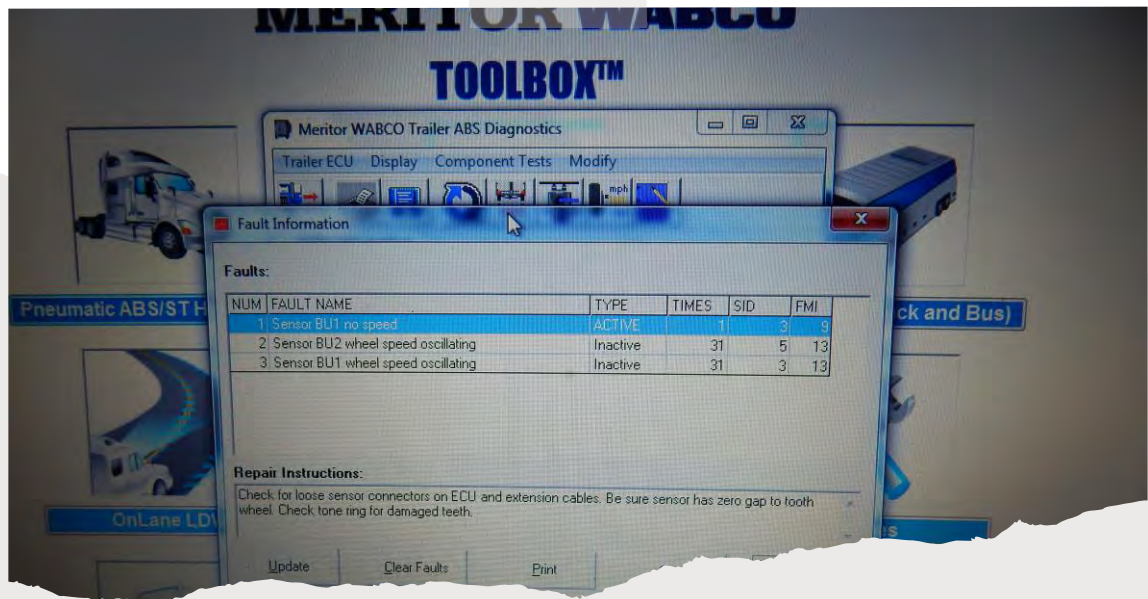 MERITOR WABCO
TOOLBOX™
Meritor WABCO Trailer ABS Diagnostics
Trailer ECU Display Component Tests Modify
mph
Fault Information
Faults:
NUM FAULT NAME TYPE TIMES SID FMI
1 Sensor BU1 no speed ACTIVE 1 3 9
2 Sensor BU2 wheel speed oscillating Inactive 31 5 13
3 Sensor BU1 wheel speed oscillating Inactive 31 3 13
Pneumatic ABS/ST H
ck and Bus)
Repair Instructions:
Check for loose sensor connectors on ECU and extension cables. Be sure sensor has zero gap to tooth
wheel. Check tone ring for damaged teeth.
OnLane LD
Update Clear Faults Print